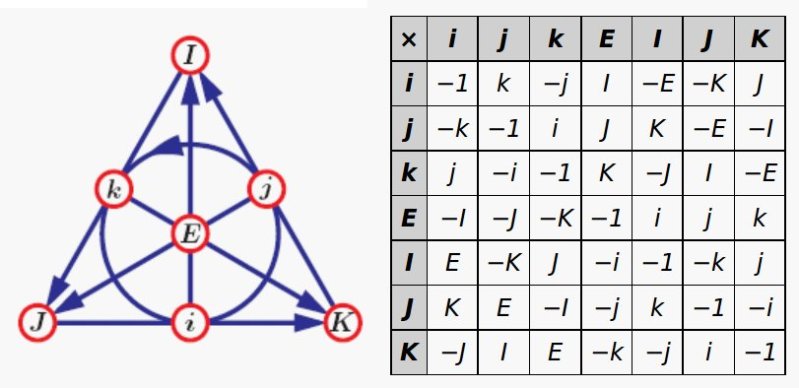 I
k j
E
J i K
× i j k E I J K
i −1 k −j I −E −K J
j −k −1 i J K −E −I
k j −i −1 K −J I −E
E −I −J −K −1 i j k
I E −K J −i −1 −k j
J K E −I −j k −1 −i
K −J I E −k −j i −1